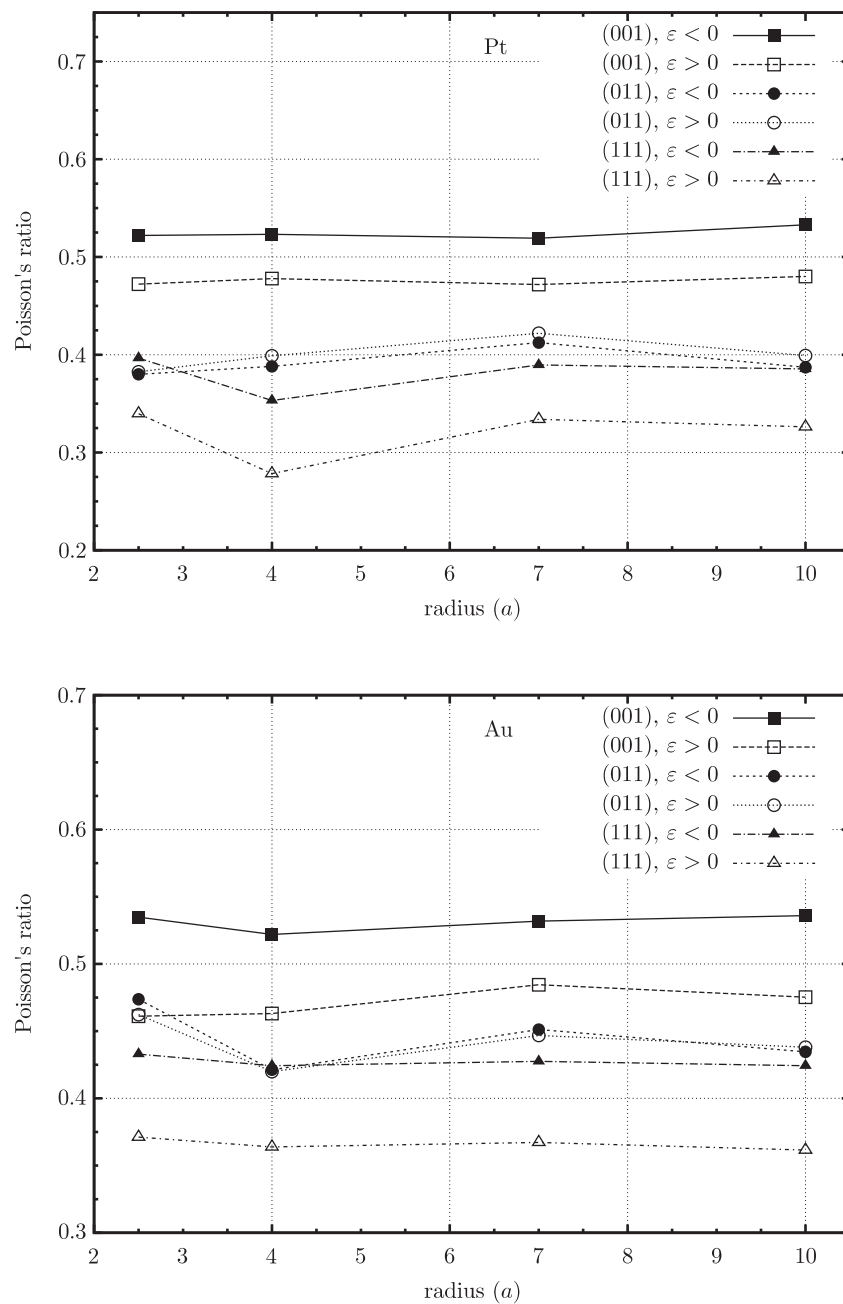 Pt
(001), ε < 0
(001), ε > 0
(011), ε < 0
(011), ε > 0
(111), ε < 0
(111), ε > 0
0.7
0.6
0.5
0.4
0.3
0.2
Poisson's ratio
2 3 4 5 6 7 8 9 10
radius (a)
Au
(001), ε < 0
(001), ε > 0
(011), ε < 0
(011), ε > 0
(111), ε < 0
(111), ε > 0
0.7
0.6
0.5
0.4
0.3
Poisson's ratio
2 3 4 5 6 7 8 9 10
radius (a)